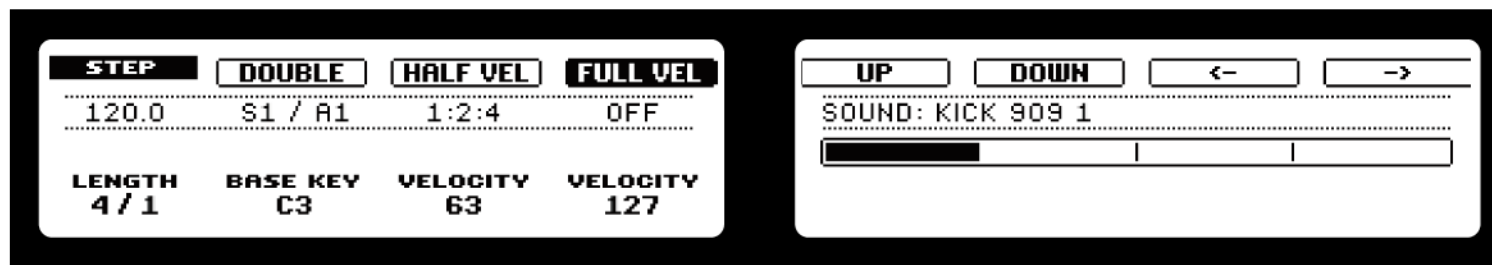 STEP DOUBLE HALF VEL FULL VEL
120.0 S1 / A1 1:2:4 OFF
LENGTH BASE KEY VELOCITY VELOCITY
4 / 1 C3 63 127
UP DOWN <- ->
SOUND: KICK 909 1